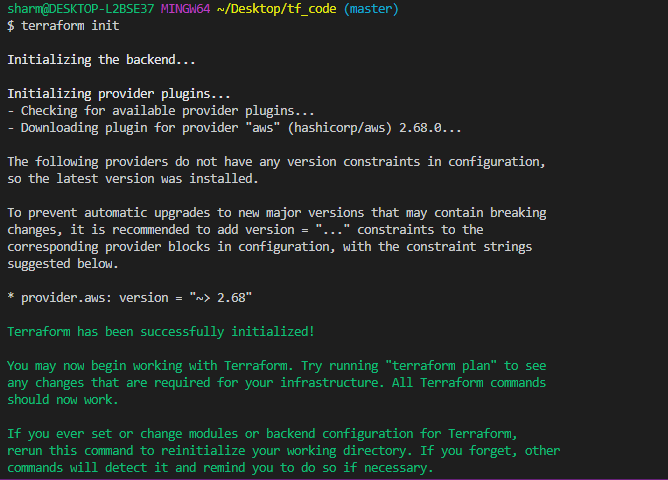 sharm@DESKTOP-L2BSE37 MINGW64 ~/Desktop/tf_code (master)
$ terraform init
Initializing the backend...
Initializing provider plugins...
- Checking for available provider plugins...
- Downloading plugin for provider "aws" (hashicorp/aws) 2.68.0...
The following providers do not have any version constraints in configuration,
so the latest version was installed.
To prevent automatic upgrades to new major versions that may contain breaking
changes, it is recommended to add version = "..." constraints to the
corresponding provider blocks in configuration, with the constraint strings
suggested below.
* provider.aws: version = "~> 2.68"
Terraform has been successfully initialized!
You may now begin working with Terraform. Try running "terraform plan" to see
any changes that are required for your infrastructure. All Terraform commands
should now work.
If you ever set or change modules or backend configuration for Terraform,
rerun this command to reinitialize your working directory. If you forget, other
commands will detect it and remind you to do so if necessary.